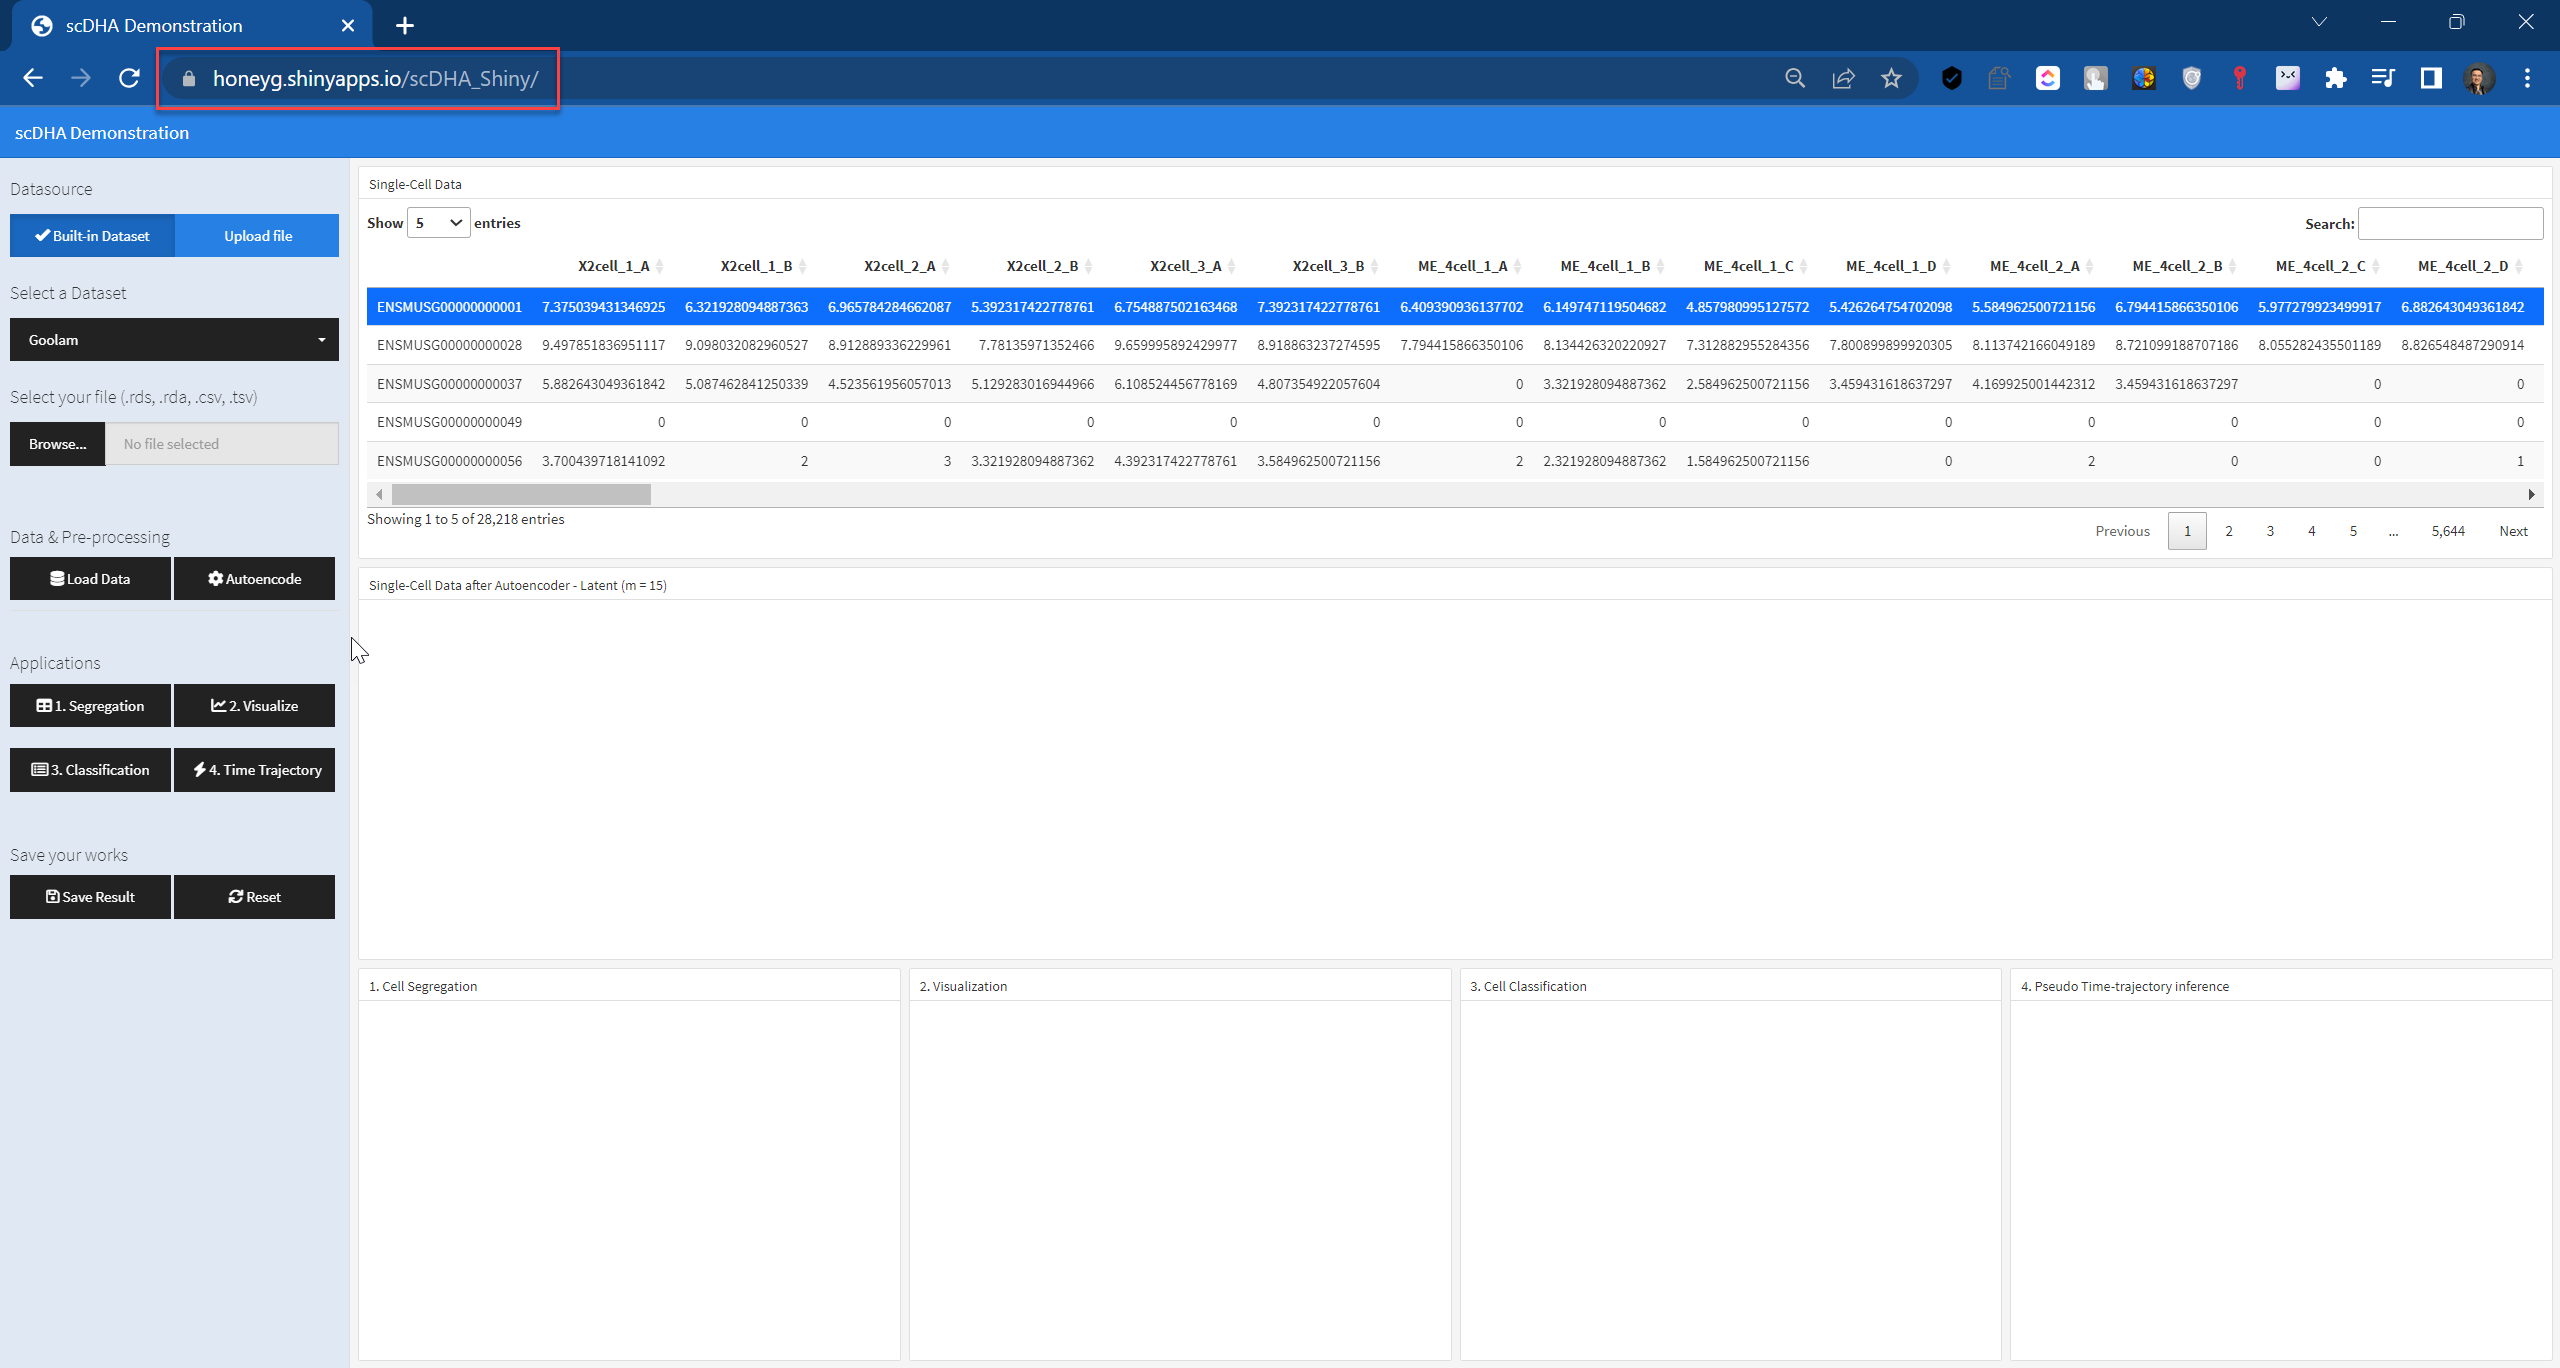 scDHA Demonstration
honeyg.shinyapps.io/scDHA_Shiny/
scDHA Demonstration
Datasource
Built-in Dataset Upload file
Select a Dataset
Goolam
Select your file (.rds, .rda, .csv, .tsv)
Browse... No file selected
Data & Pre-processing
Load Data Autoencode
Applications
1. Segregation 2. Visualize
3. Classification 4. Time Trajectory
Save your works
Save Result Reset
Single-Cell Data
Show 5 entries Search:
X2cell_1_A X2cell_1_B X2cell_2_A X2cell_2_B X2cell_3_A X2cell_3_B ME_4cell_1_A ME_4cell_1_B ME_4cell_1_C ME_4cell_1_D ME_4cell_2_A ME_4cell_2_B ME_4cell_2_C ME_4cell_2_D
ENSMUSG00000000001 7.375039431346925 6.321928094887363 6.965784284662087 5.392317422778761 6.754887502163468 7.392317422778761 6.409390936137702 6.149747119504682 4.857980995127572 5.426264754702098 5.584962500721156 6.794415866350106 5.977279923499917 6.882643049361842
ENSMUSG00000000028 9.497851836951117 9.098032082960527 8.912889336229961 7.78135971352466 9.659995892429977 8.918863237274595 7.794415866350106 8.134426320220927 7.312882955284356 7.800899899920305 8.113742166049189 8.721099188707186 8.055282435501189 8.826548487290914
ENSMUSG00000000037 5.882643049361842 5.087462841250339 4.523561956057013 5.129283016944966 6.108524456778169 4.807354922057604 0 3.321928094887362 2.584962500721156 3.459431618637297 4.169925001442312 3.459431618637297 0 0
ENSMUSG00000000049 0 0 0 0 0 0 0 0 0 0 0 0 0 0
ENSMUSG00000000056 3.700439718141092 2 3 3.321928094887362 4.392317422778761 3.584962500721156 2 2.321928094887362 1.584962500721156 0 2 0 0 1
Showing 1 to 5 of 28,218 entries
Previous 1 2 3 4 5 ... 5,644 Next
Single-Cell Data after Autoencoder - Latent (m = 15)
1. Cell Segregation 2. Visualization 3. Cell Classification 4. Pseudo Time-trajectory inference